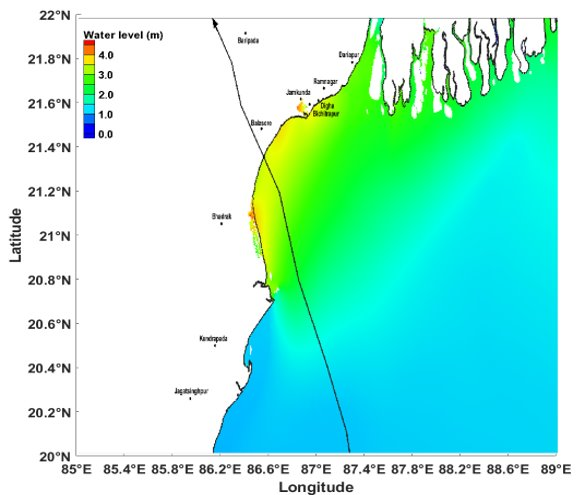 22°N
Water level (m)
4.0
3.0
2.0
1.0
0.0
Baripada
Dariapur
Ramnagar
Jamkunda
Digha
Bichitrapur
Balasore
Bhadrak
Kendrapada
Jagatsinghpur
21.8°N
21.6°N
21.4°N
21.2°N
21°N
20.8°N
20.6°N
20.4°N
20.2°N
20°N
Latitude
85°E 85.4°E 85.8°E 86.2°E 86.6°E 87°E 87.4°E 87.8°E 88.2°E 88.6°E 89°E
Longitude